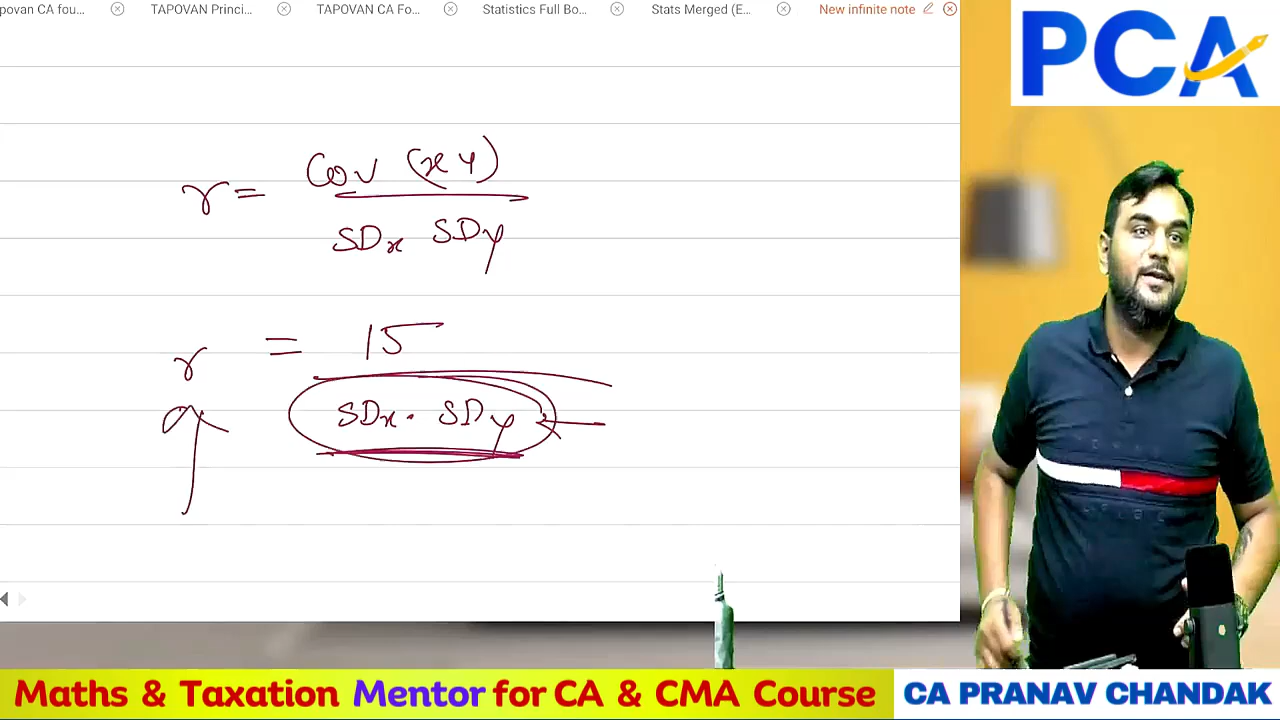 ovan CA fou... TAPOVAN Princi... TAPOVAN CA Fo... Statistics Full Bo... Stats Merged (E... New infinite note
PCA
r = Cov (x y)
SDx SDy
r = 15
SDx . SDy
Maths & Taxation Mentor for CA & CMA Course
CA PRANAV CHANDAK